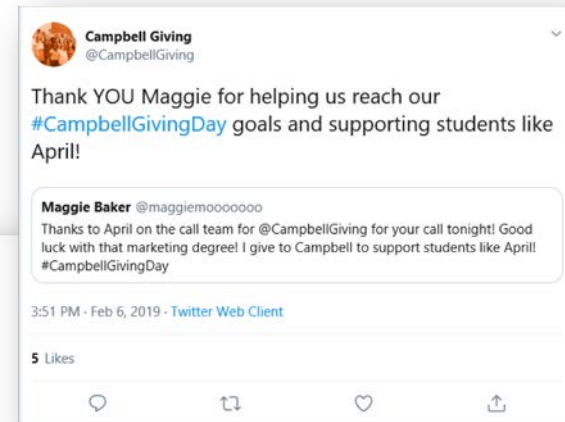 Campbell Giving
@CampbellGiving
Thank YOU Maggie for helping us reach our
#CampbellGivingDay goals and supporting students like
April!
Maggie Baker @maggiemooooooo
Thanks to April on the call team for @CampbellGiving for your call tonight! Good
luck with that marketing degree! I give to Campbell to support students like April!
#CampbellGivingDay
3:51 PM · Feb 6, 2019 · Twitter Web Client
5 Likes